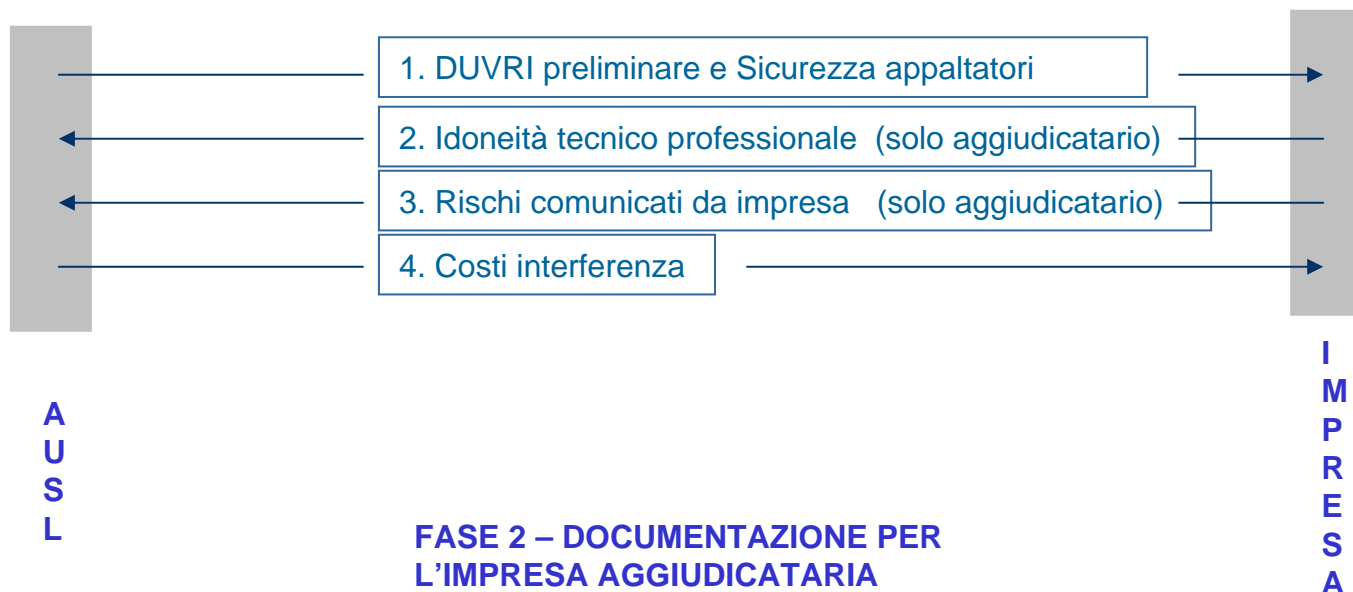 1. DUVRI preliminare e Sicurezza appaltatori
2. Idoneità tecnico professionale (solo aggiudicatario)
3. Rischi comunicati da impresa (solo aggiudicatario)
4. Costi interferenza
A
U
S
L
I
M
P
R
E
S
A
FASE 2 – DOCUMENTAZIONE PER
L’IMPRESA AGGIUDICATARIA